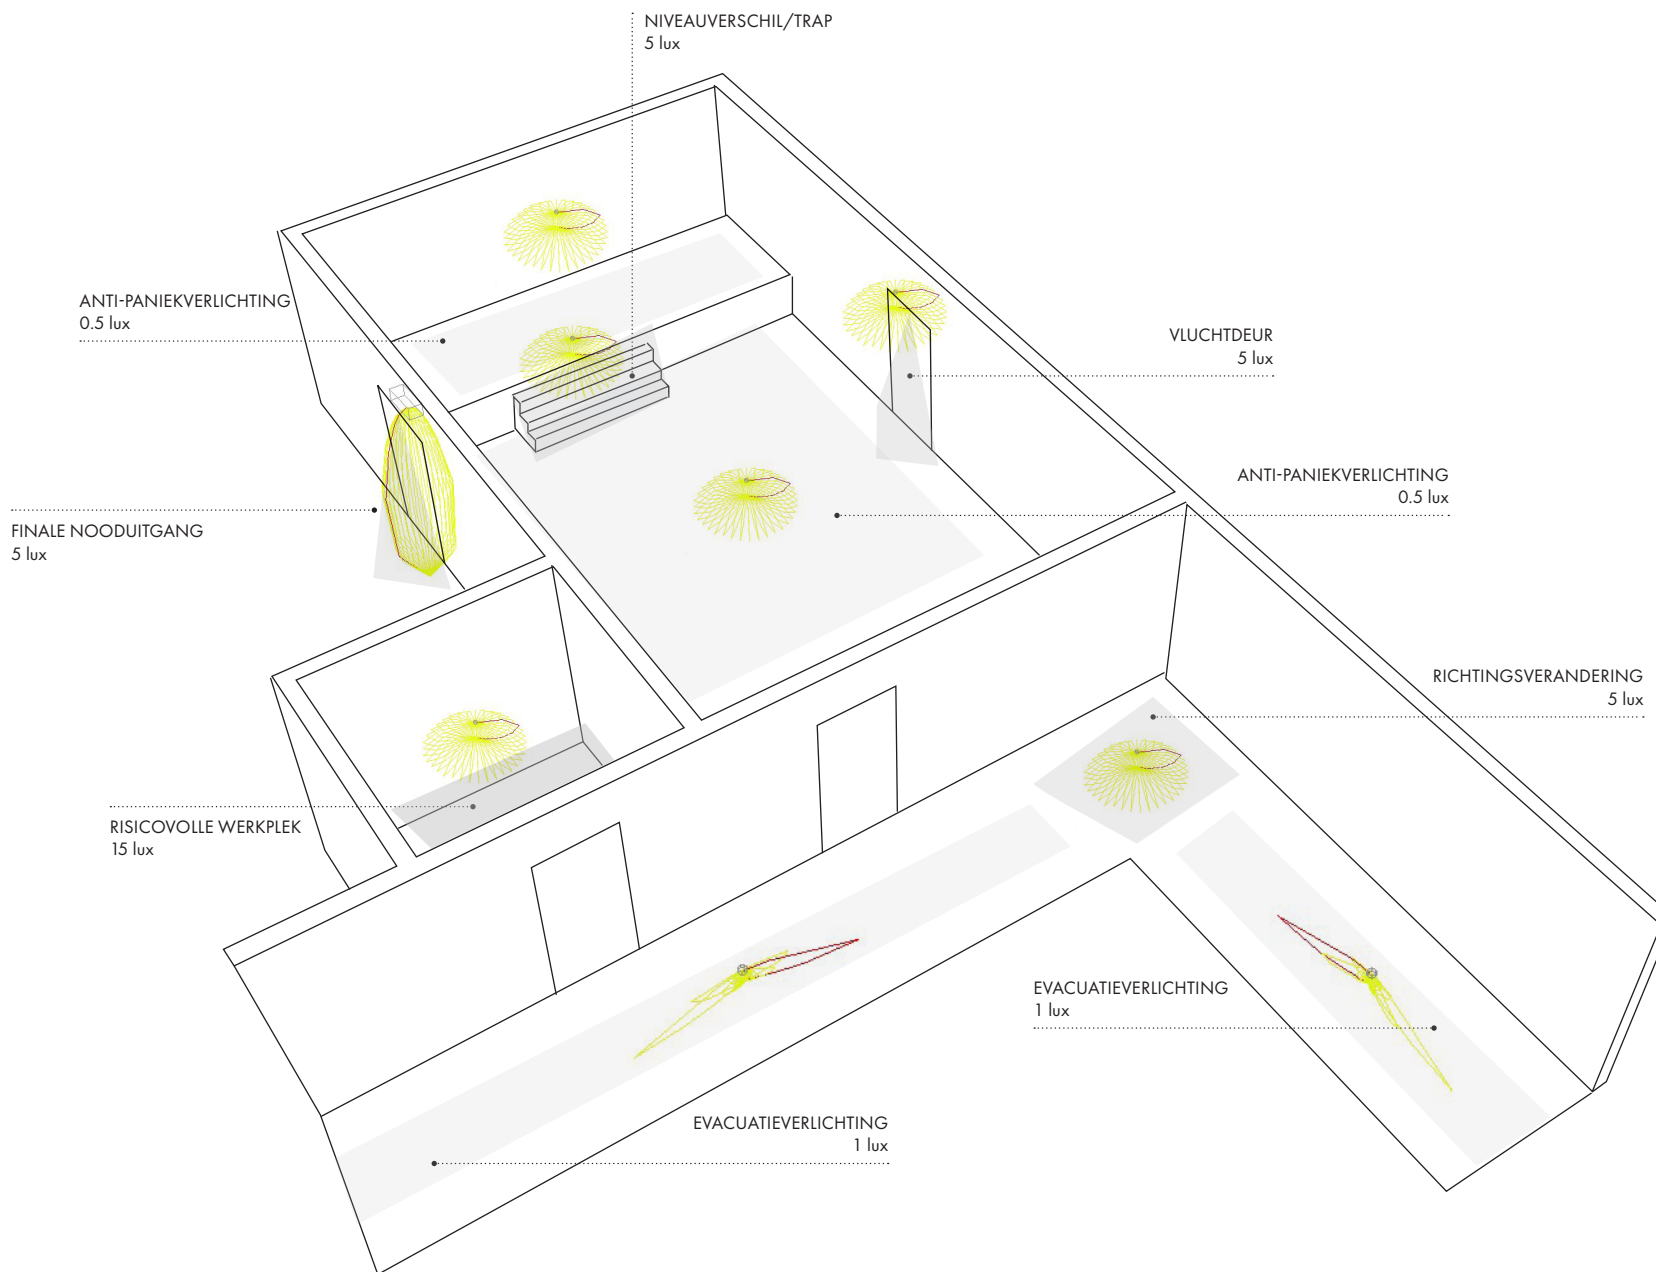 NIVEAUVERSCHIL/TRAP
5 lux
ANTI-PANIEKVERLICHTING
0.5 lux
VLUCHTDEUR
5 lux
ANTI-PANIEKVERLICHTING
0.5 lux
FINALE NOODUITGANG
5 lux
RICHTINGSVERANDERING
5 lux
RISICOVOLLE WERKPLEK
15 lux
EVACUATIEVERLICHTING
1 lux
EVACUATIEVERLICHTING
1 lux